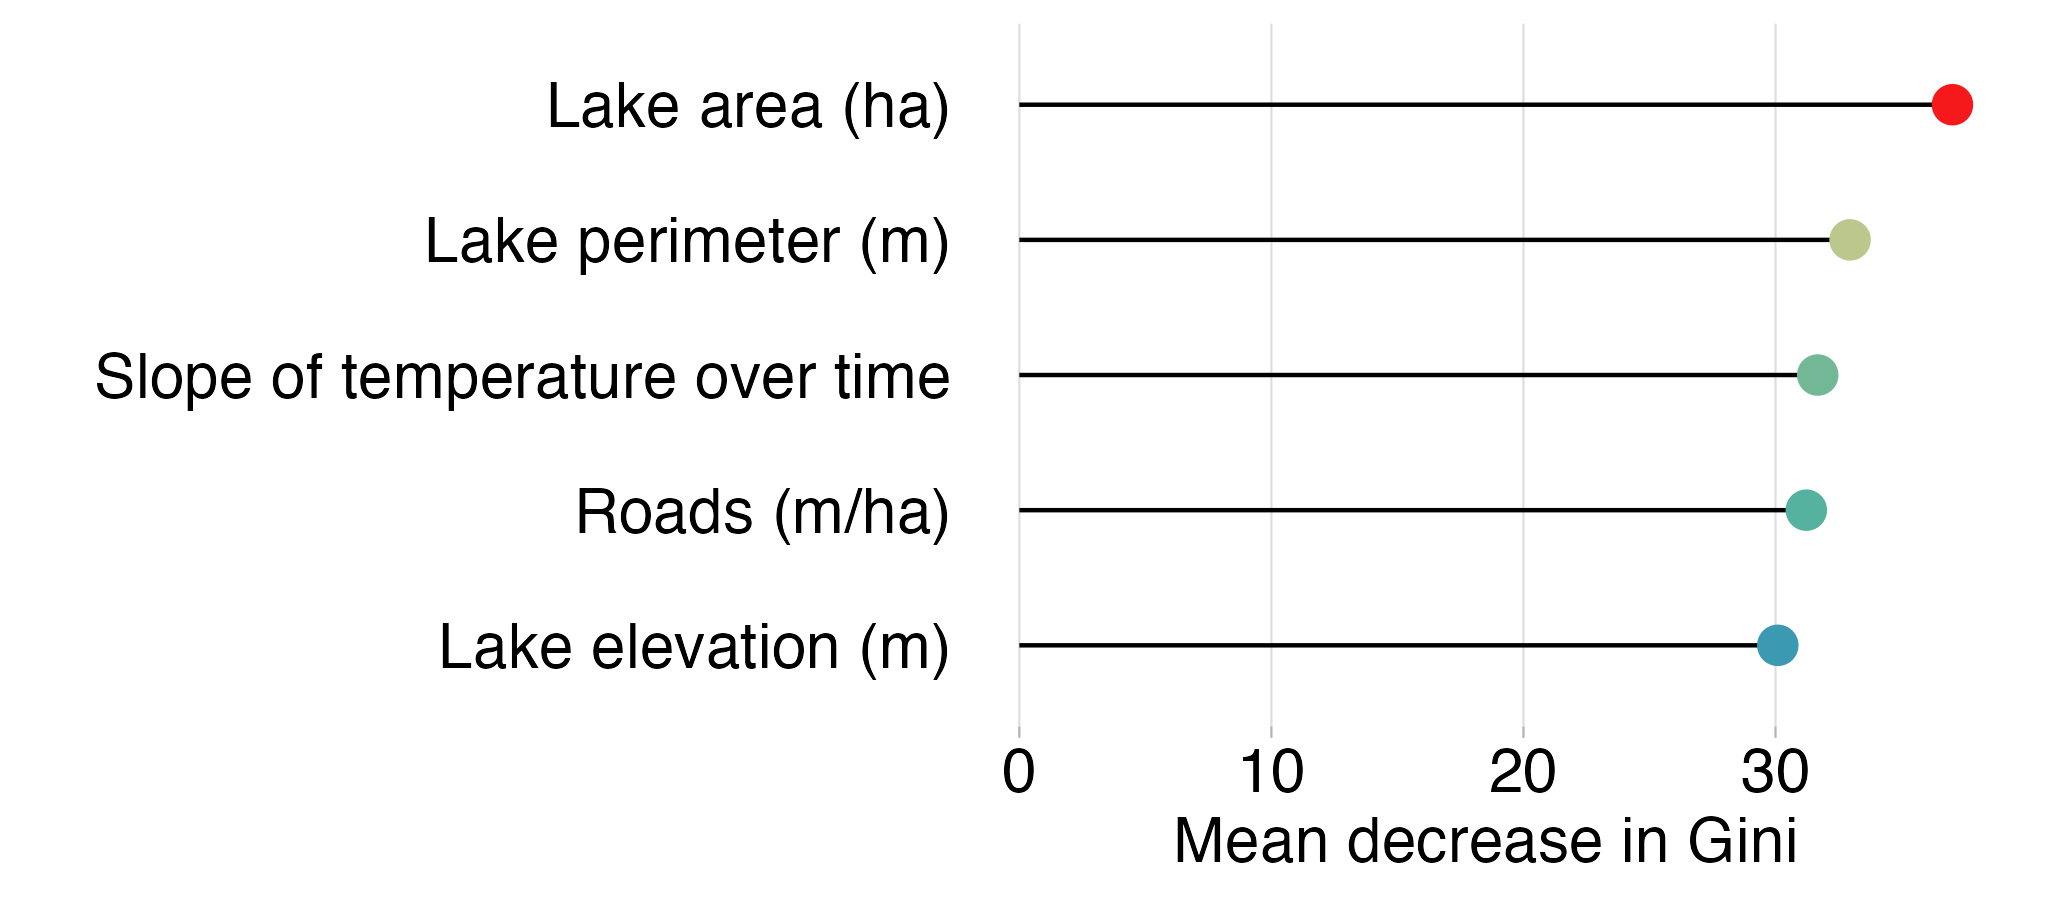 Lake area (ha)
Lake perimeter (m)
Slope of temperature over time
Roads (m/ha)
Lake elevation (m)
0 10 20 30
Mean decrease in Gini